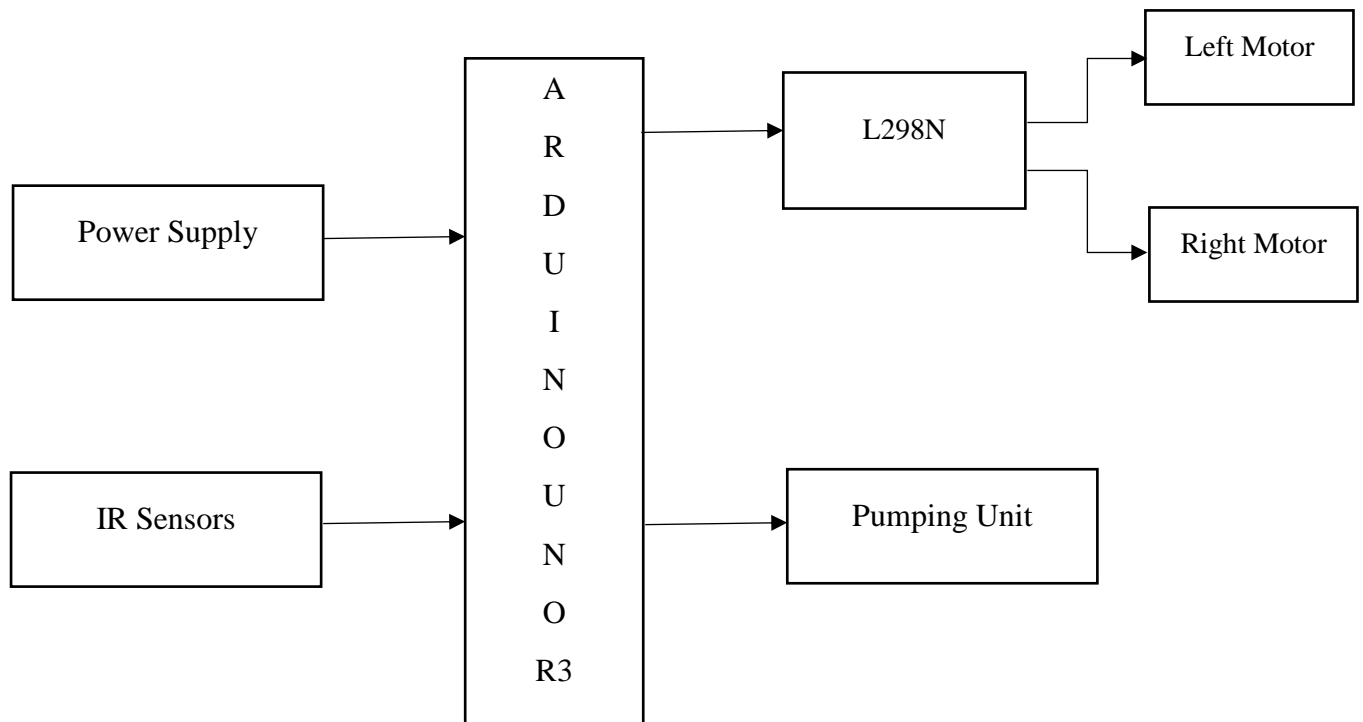 Power Supply
IR Sensors
A
R
D
U
I
N
O
U
N
O
R3
L298N
Left Motor
Right Motor
Pumping Unit